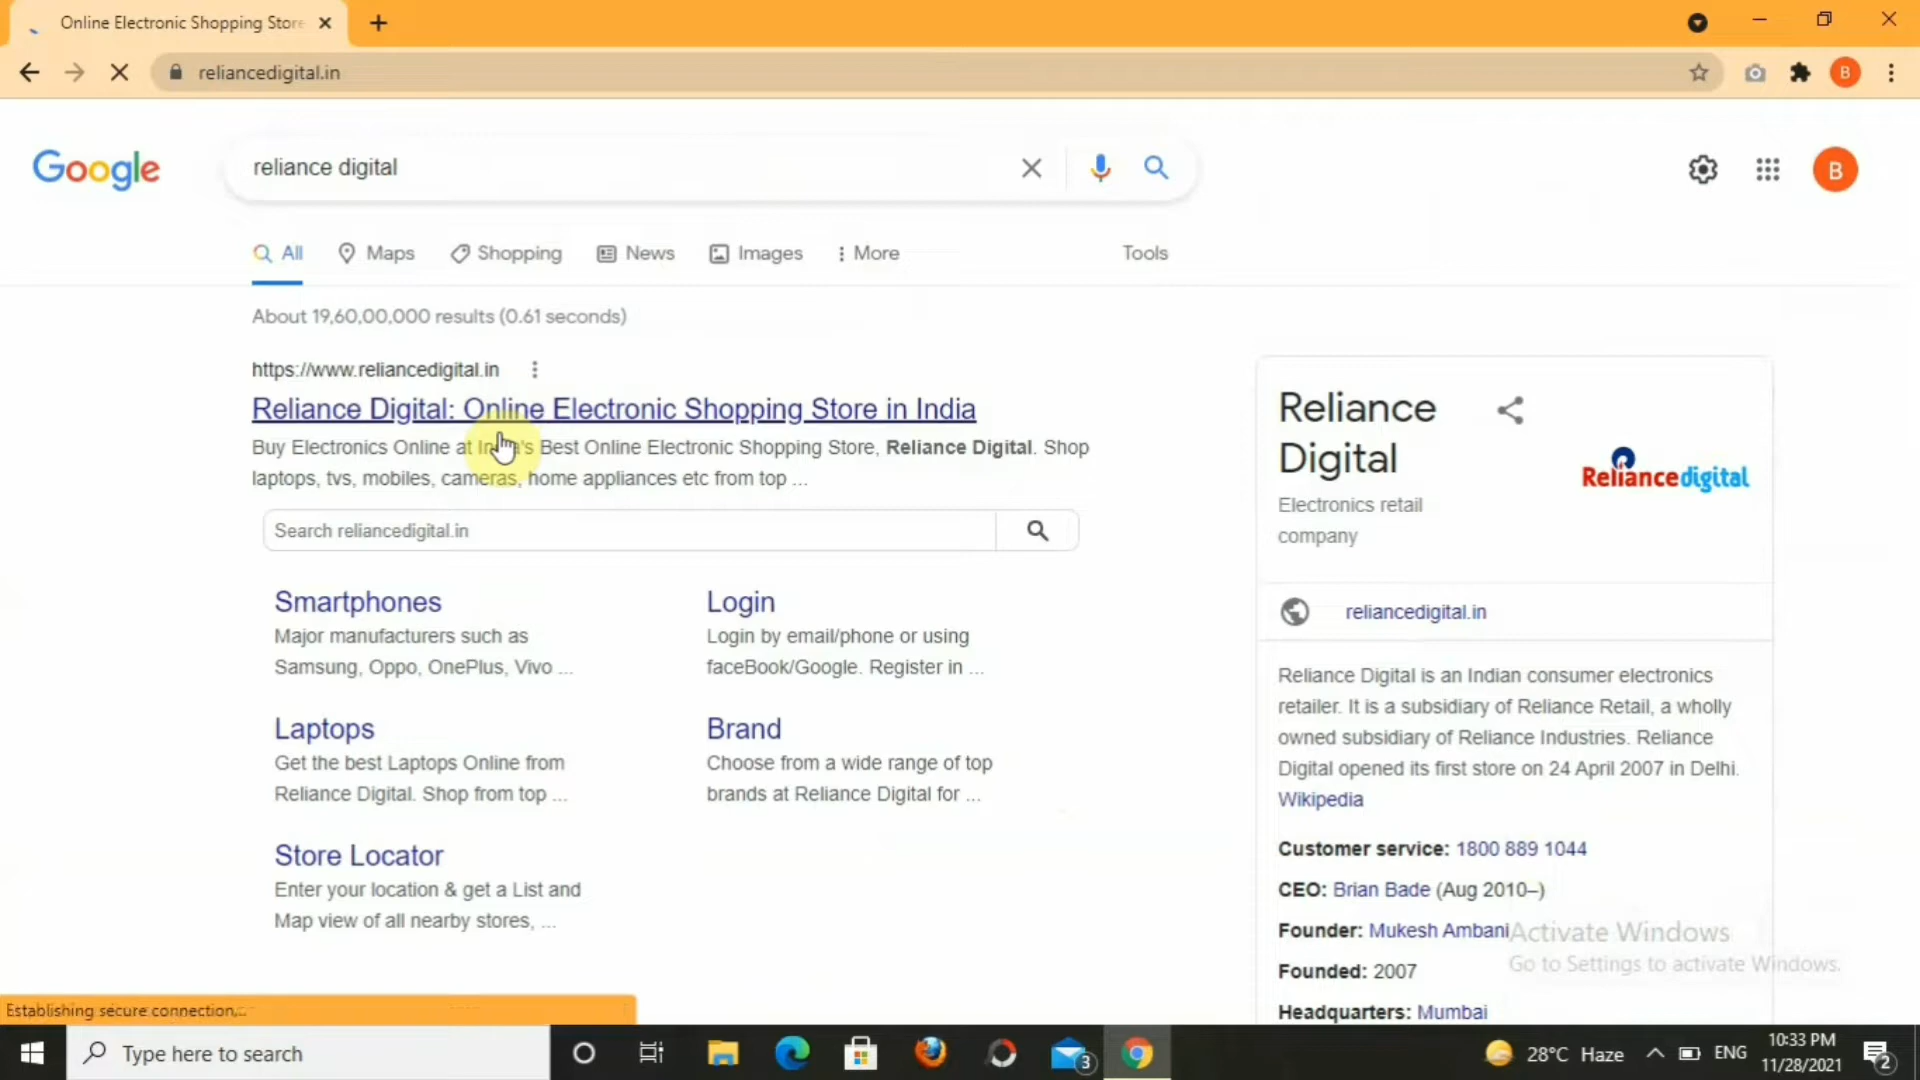 Online Electronic Shopping Store
reliancedigital.in
B
Google
reliance digital
B
All
Maps
Shopping
News
Images
More
Tools
About 19,60,00,000 results (0.61 seconds)
https://www.reliancedigital.in
Reliance Digital: Online Electronic Shopping Store in India
Buy Electronics Online at India's Best Online Electronic Shopping Store, Reliance Digital. Shop
laptops, tvs, mobiles, cameras, home appliances etc from top ...
Search reliancedigital.in
Smartphones
Major manufacturers such as
Samsung, Oppo, OnePlus, Vivo ...
Login
Login by email/phone or using
faceBook/Google. Register in ...
Laptops
Get the best Laptops Online from
Reliance Digital. Shop from top ...
Brand
Choose from a wide range of top
brands at Reliance Digital for ...
Store Locator
Enter your location & get a List and
Map view of all nearby stores, ...
Reliance
Digital
Electronics retail
company
Reliance digital
reliancedigital.in
Reliance Digital is an Indian consumer electronics
retailer. It is a subsidiary of Reliance Retail, a wholly
owned subsidiary of Reliance Industries. Reliance
Digital opened its first store on 24 April 2007 in Delhi.
Wikipedia
Customer service: 1800 889 1044
CEO: Brian Bade (Aug 2010–)
Founder: Mukesh Ambani
Founded: 2007
Headquarters: Mumbai
Activate Windows
Go to Settings to activate Windows.
Establishing secure connection...
Type here to search
3
28°C Haze
ENG
10:33 PM
11/28/2021
2